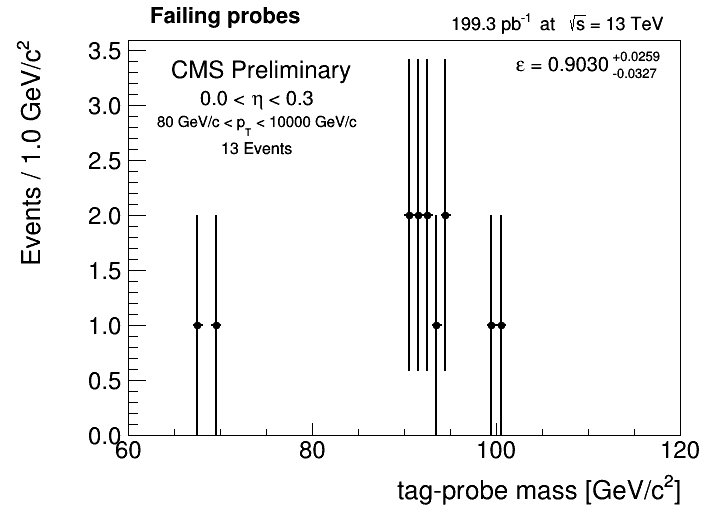 Failing probes
199.3 pb⁻¹ at √s = 13 TeV
CMS Preliminary
ε = 0.9030 +0.0259 -0.0327
0.0 < η < 0.3
80 GeV/c < p_T < 10000 GeV/c
13 Events
Events / 1.0 GeV/c²
3.5
3.0
2.5
2.0
1.5
1.0
0.5
0.0
60 80 100 120
tag-probe mass [GeV/c²]